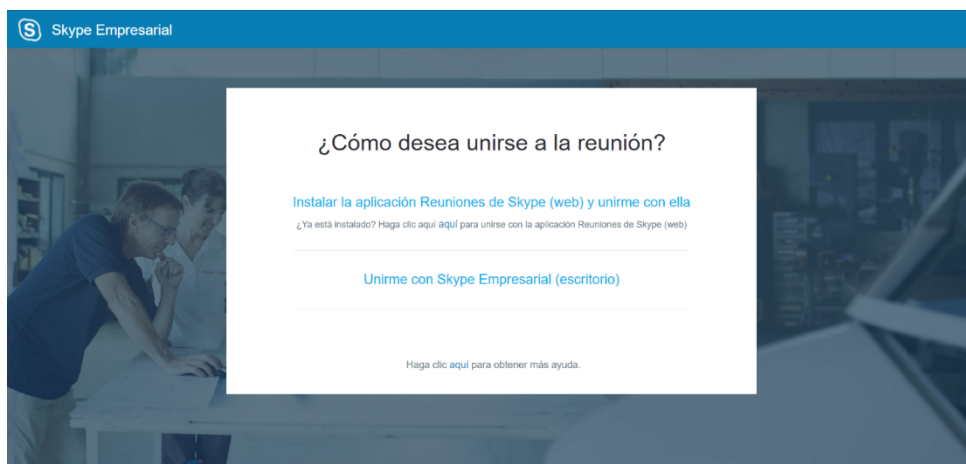 Skype Empresarial
¿Cómo desea unirse a la reunión?
Instalar la aplicación Reuniones de Skype (web) y unirme con ella
¿Ya está instalado? Haga clic aquí aquí para unirse con la aplicación Reuniones de Skype (web)
Unirme con Skype Empresarial (escritorio)
Haga clic aquí para obtener más ayuda.